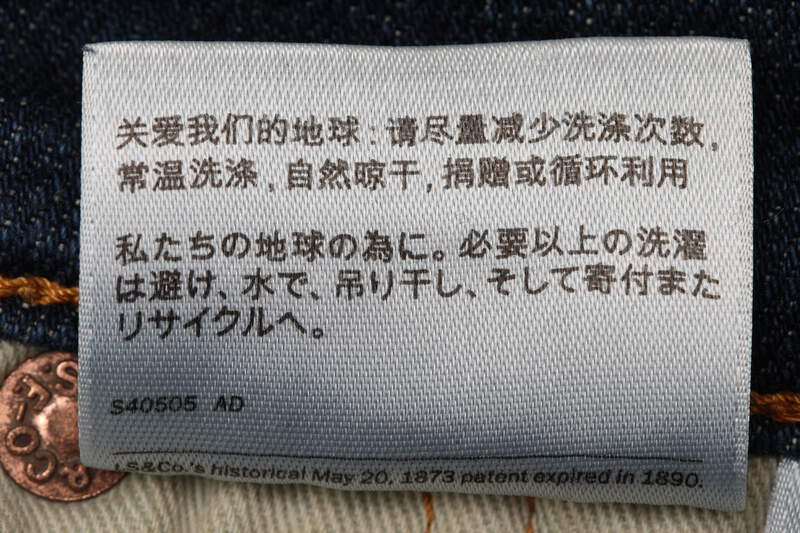 关爱我们的地球:请尽量减少洗涤次数,
常温洗涤,自然晾干,捐赠或循环利用
私たちの地球の為に。必要以上の洗濯
は避け、水で、吊り干し、そして寄付また
リサイクルへ。
S40505 AD
LS&Co.'s historical May 20, 1873 patent expired in 1890.